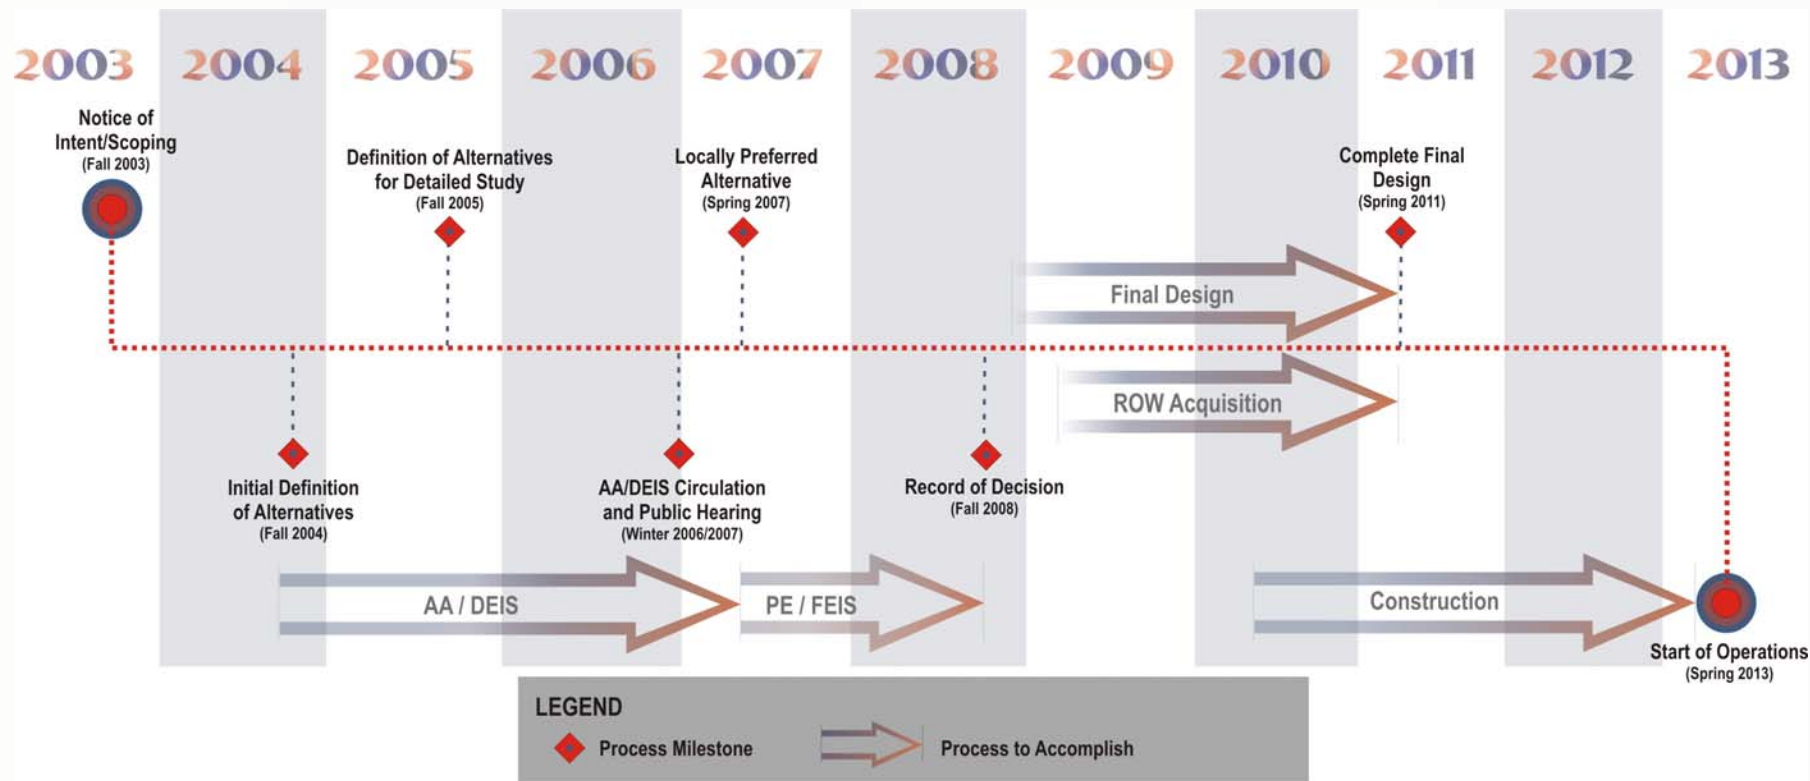 2003
2004
2005
2006
2007
2008
2009
2010
2011
2012
2013
Notice of
Intent/Scoping
(Fall 2003)
Definition of Alternatives
for Detailed Study
(Fall 2005)
Locally Preferred
Alternative
(Spring 2007)
Complete Final
Design
(Spring 2011)
Final Design
ROW Acquisition
Initial Definition
of Alternatives
(Fall 2004)
AA/DEIS Circulation
and Public Hearing
(Winter 2006/2007)
Record of Decision
(Fall 2008)
AA / DEIS
PE / FEIS
Construction
Start of Operations
(Spring 2013)
LEGEND
Process Milestone
Process to Accomplish